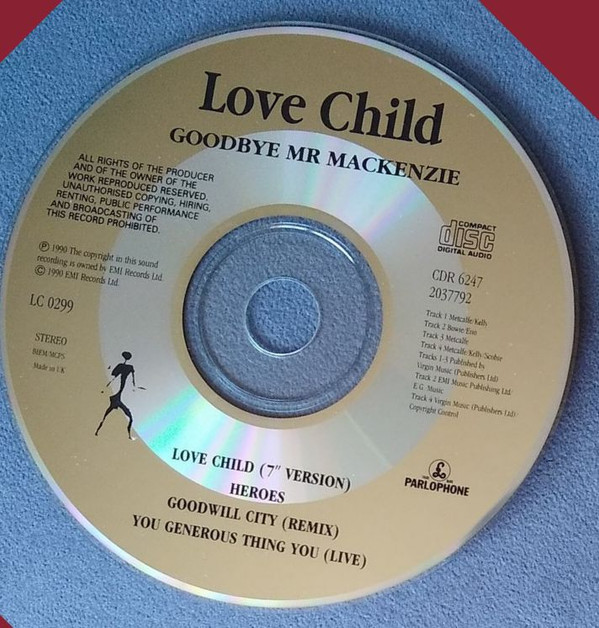 Love Child
GOODBYE MR MACKENZIE
ALL RIGHTS OF THE PRODUCER
AND OF THE OWNER OF THE
WORK REPRODUCED RESERVED.
UNAUTHORISED COPYING, HIRING,
RENTING, PUBLIC PERFORMANCE
AND BROADCASTING OF
THIS RECORD PROHIBITED.
℗ 1990 The copyright in this sound
recording is owned by EMI Records Ltd.
© 1990 EMI Records Ltd.
LC 0299
STEREO
BIEM/MCPS
Made in UK
COMPACT
disc
DIGITAL AUDIO
CDR 6247
2037792
Track 1 Metcalfe/Kelly
Track 2 Bowie/Eno
Track 3 Metcalfe
Track 4 Metcalfe/Kelly/Scobie
Tracks 1-3 Published by
Virgin Music (Publishers Ltd)
Track 2 EMI Music Publishing Ltd/
E.G. Music
Track 4 Virgin Music (Publishers Ltd)/
Copyright Control
£
PARLOPHONE
LOVE CHILD (7" VERSION)
HEROES
GOODWILL CITY (REMIX)
YOU GENEROUS THING YOU (LIVE)